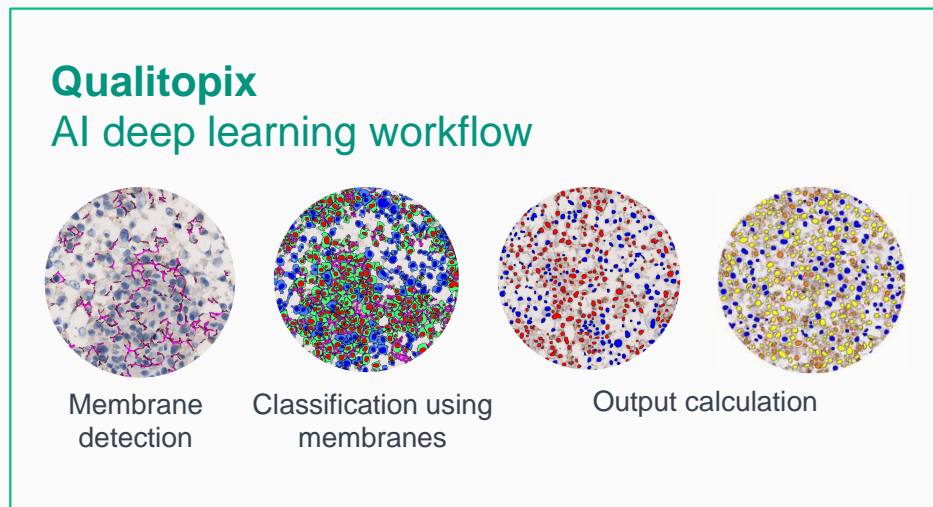 Qualitopix
AI deep learning workflow
Membrane
detection
Classification using
membranes
Output calculation